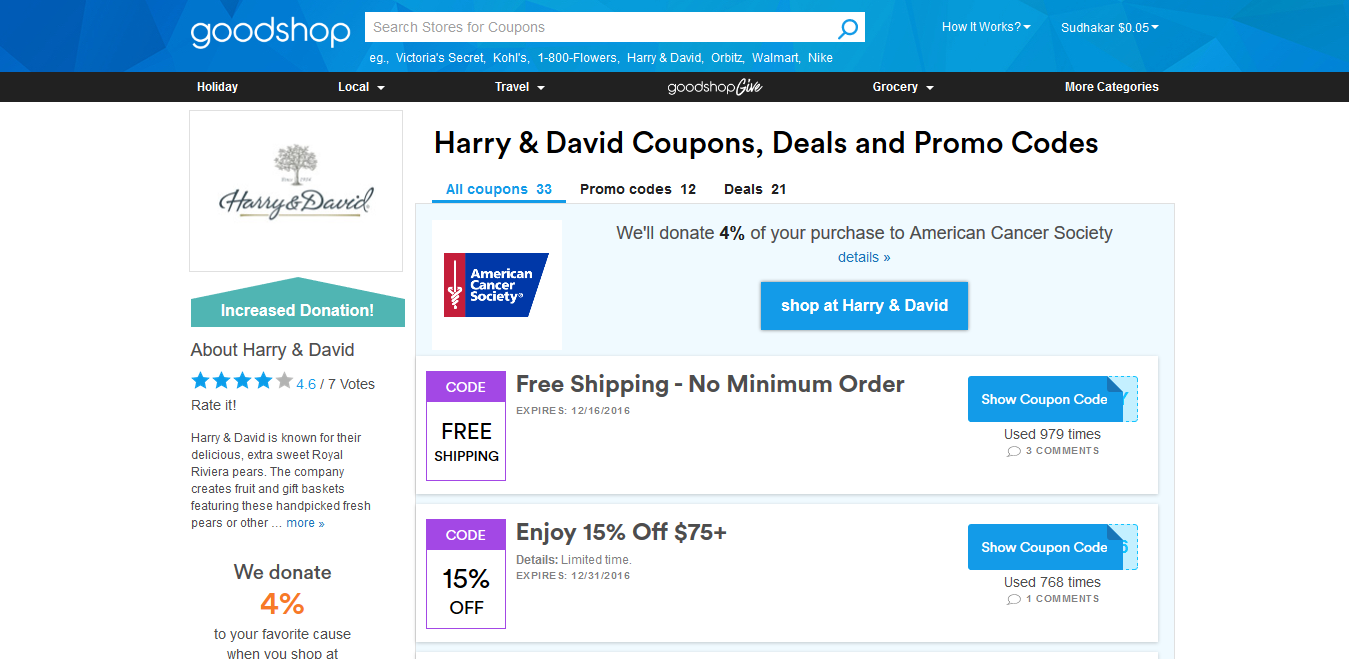 goodshop
Search Stores for Coupons
How It Works?
Sudhakar $0.05
eg., Victoria's Secret, Kohl's, 1-800-Flowers, Harry & David, Orbitz, Walmart, Nike
Holiday Local Travel goodshop Give Grocery More Categories
Since 1934
Harry & David
Increased Donation!
About Harry & David
4.6 / 7 Votes
Rate it!
Harry & David is known for their
delicious, extra sweet Royal
Riviera pears. The company
creates fruit and gift baskets
featuring these handpicked fresh
pears or other ... more »
We donate
4%
to your favorite cause
when you shop at
Harry & David Coupons, Deals and Promo Codes
All coupons 33 Promo codes 12 Deals 21
American
Cancer
Society®
We'll donate 4% of your purchase to American Cancer Society
details »
shop at Harry & David
CODE
FREE
SHIPPING
Free Shipping - No Minimum Order
EXPIRES: 12/16/2016
Show Coupon Code Y
Used 979 times
3 COMMENTS
CODE
15%
OFF
Enjoy 15% Off $75+
Details: Limited time.
EXPIRES: 12/31/2016
Show Coupon Code 6
Used 768 times
1 COMMENTS